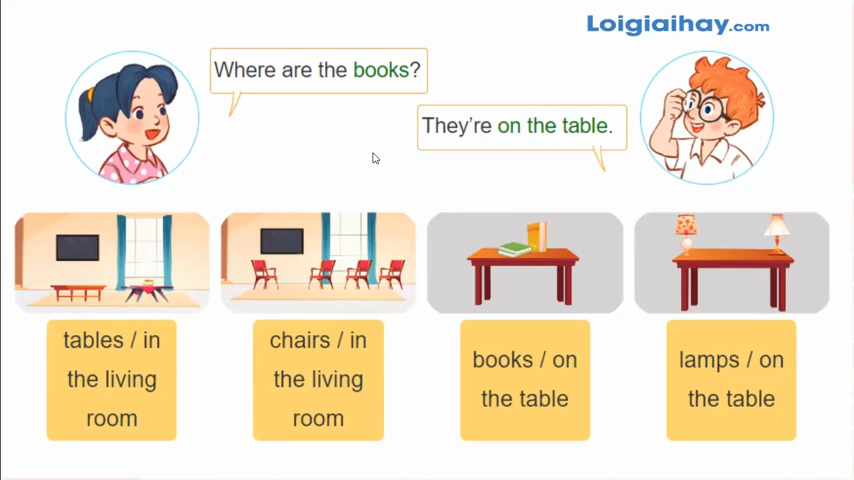 Loigiaihay.com
Where are the books?
They're on the table.
tables / in
the living
room
chairs / in
the living
room
books / on
the table
lamps / on
the table